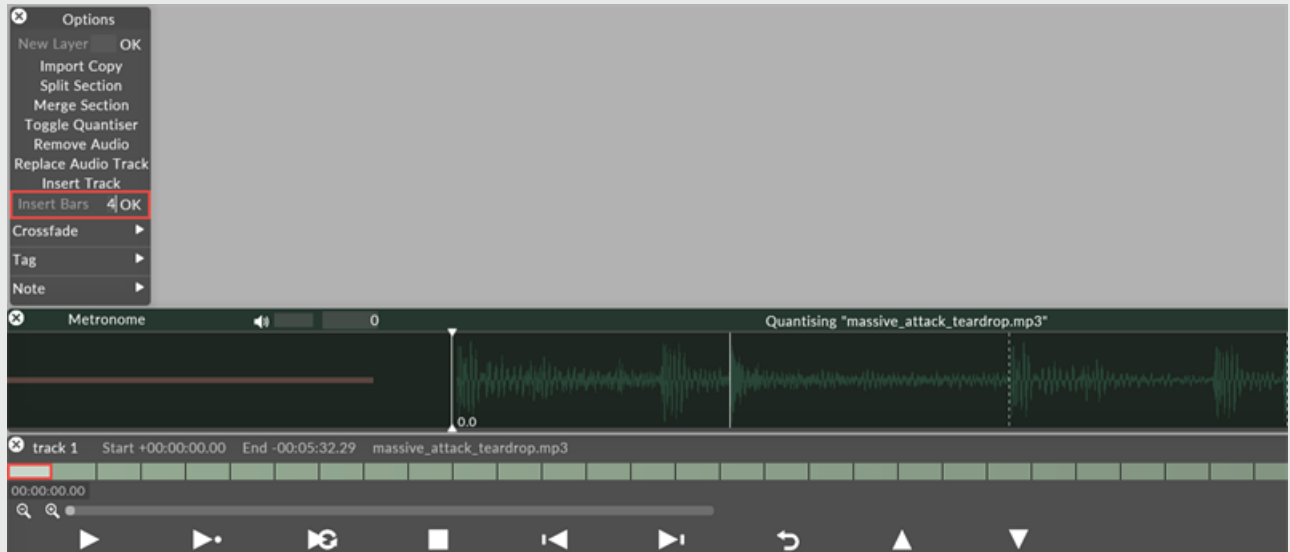 Options
New Layer OK
Import Copy
Split Section
Merge Section
Toggle Quantiser
Remove Audio
Replace Audio Track
Insert Track
Insert Bars 4 OK
Crossfade
Tag
Note
Metronome 0 Quantising "massive_attack_teardrop.mp3"
0.0
track 1 Start +00:00:00.00 End -00:05:32.29 massive_attack_teardrop.mp3
00:00:00.00